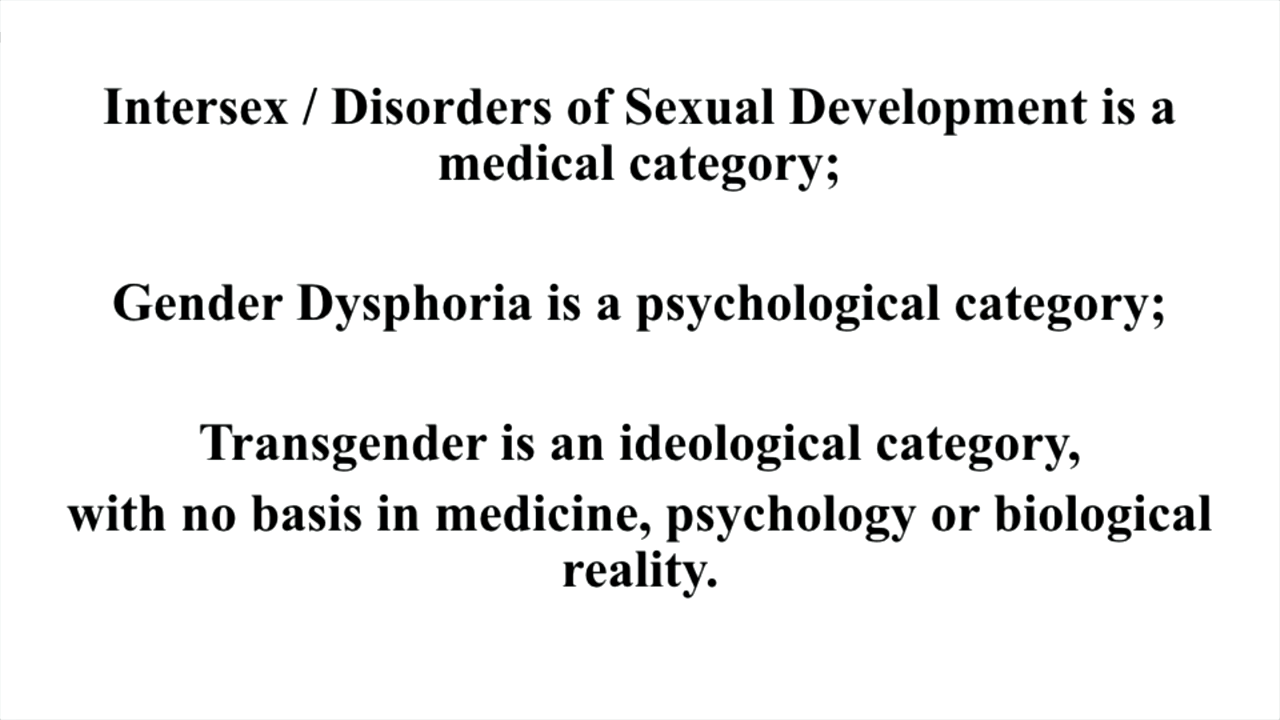 Intersex / Disorders of Sexual Development is a
medical category;
Gender Dysphoria is a psychological category;
Transgender is an ideological category,
with no basis in medicine, psychology or biological
reality.